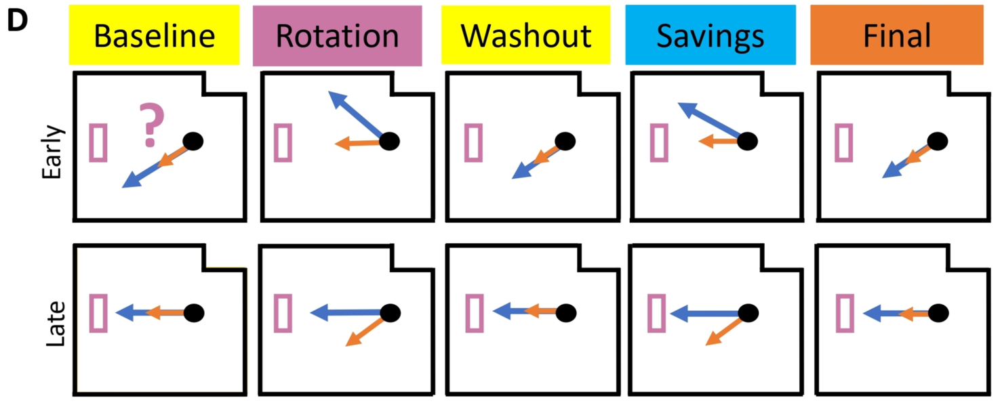 D
Baseline
Rotation
Washout
Savings
Final
Early
?
Late